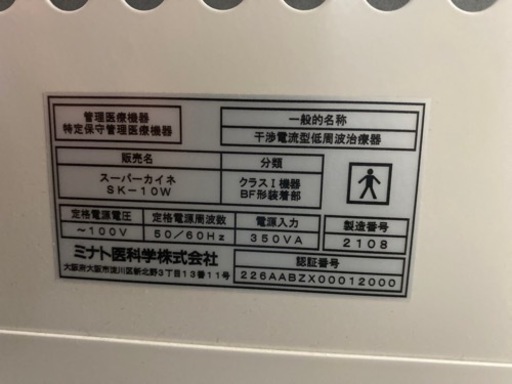 管理医療機器
特定保守管理医療機器
一般的名称
干渉電流型低周波治療器
販売名
スーパーカイネ
SK-10W
分類
クラスⅠ機器
BF形装着部
定格電源電圧
~100V
定格電源周波数
50/60Hz
電源入力
350VA
製造番号
2108
ミナト医科学株式会社
大阪府大阪市淀川区新北野3丁目13番11号
認証番号
226AABZX00012000